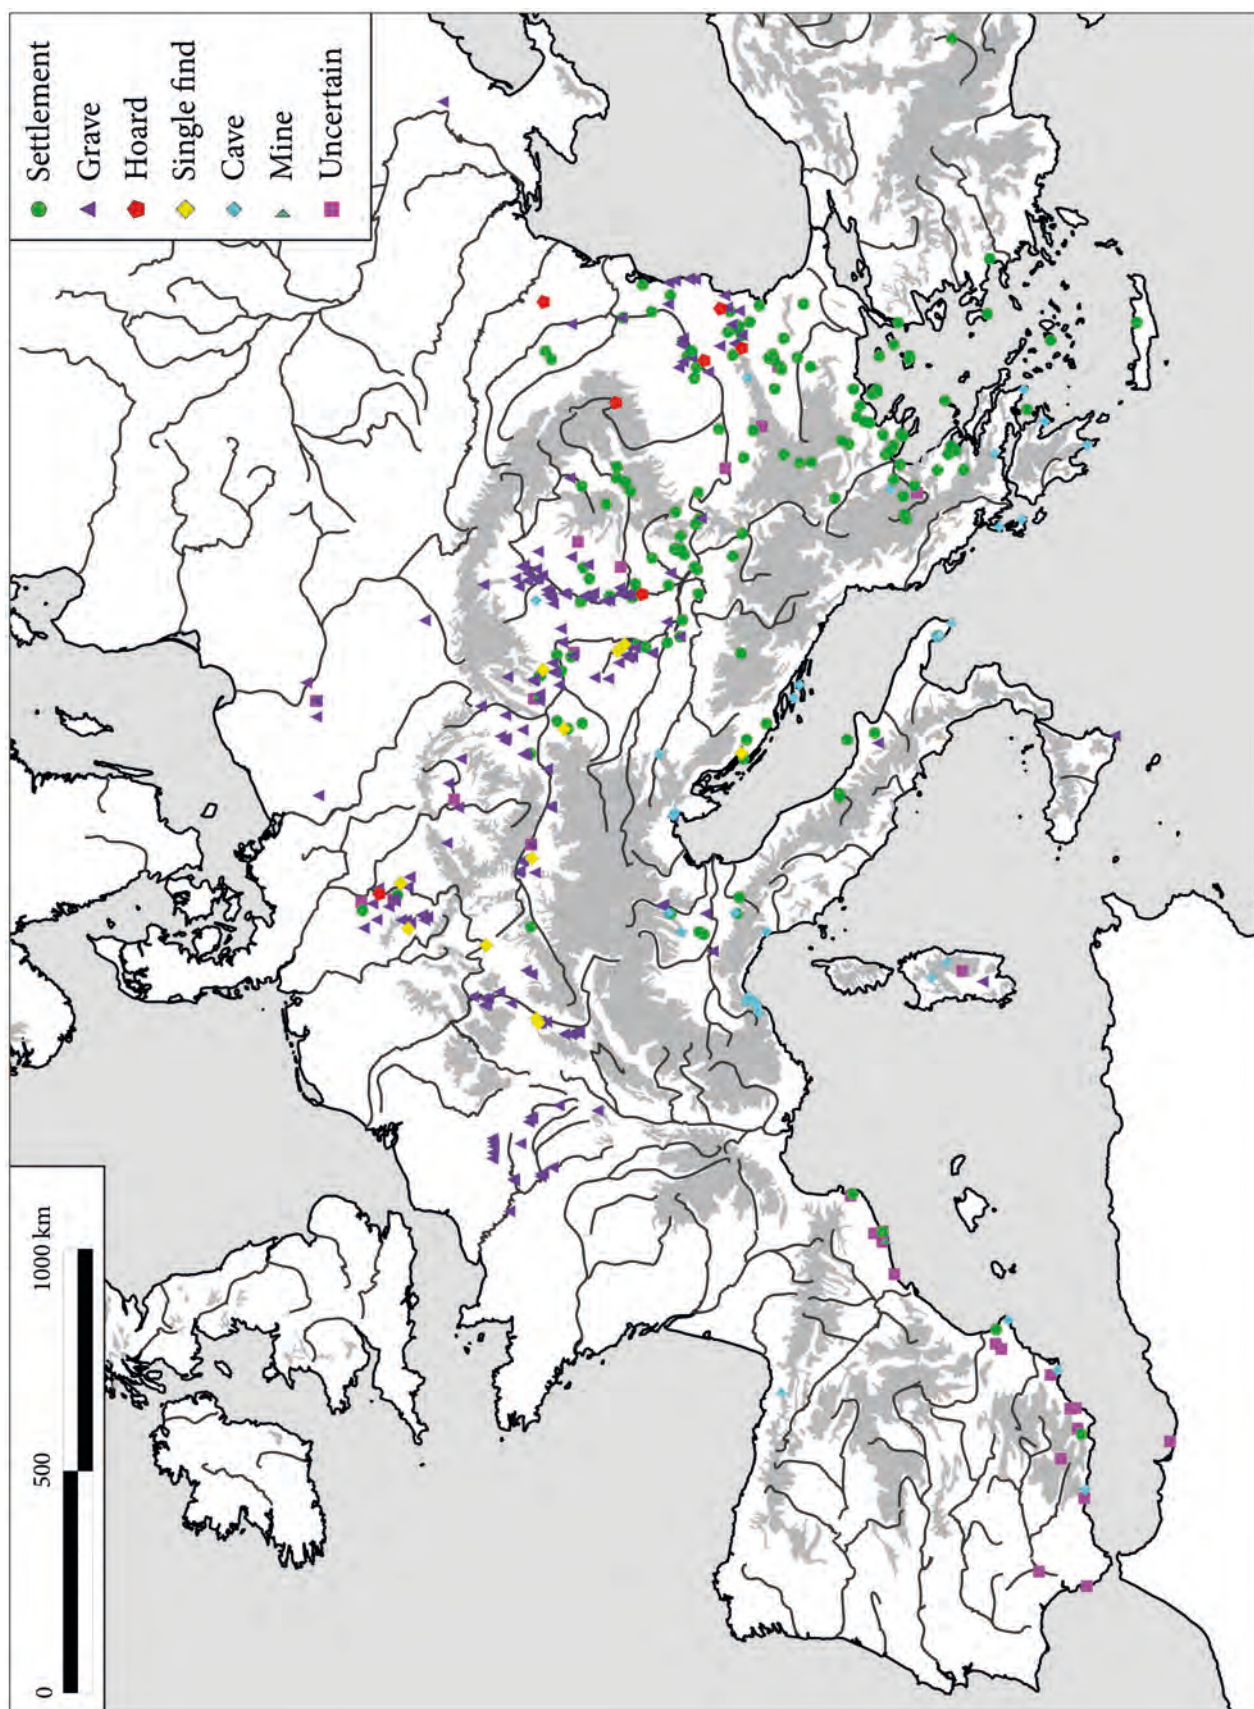 Settlement
Grave
Hoard
Single find
Cave
Mine
Uncertain
0 500 1000 km